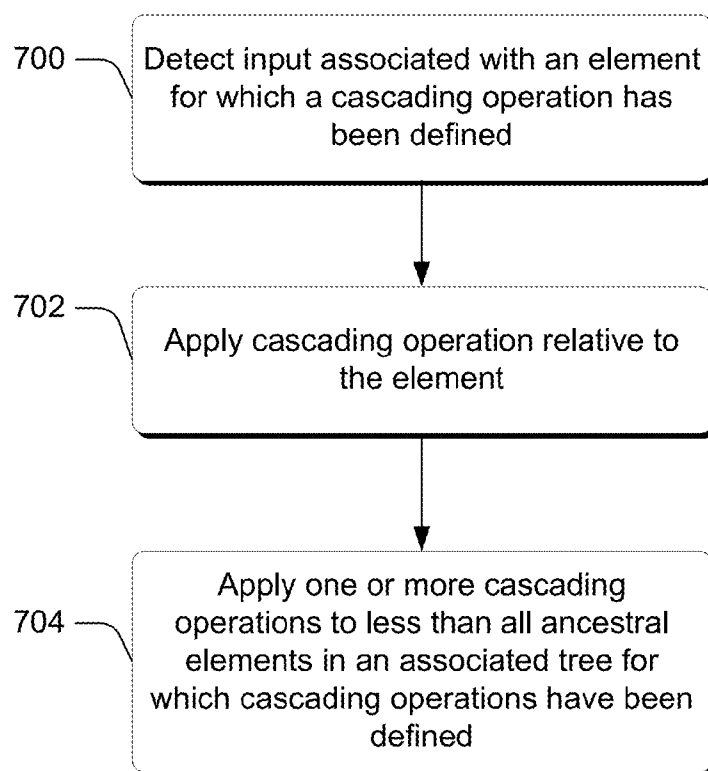 700
Detect input associated with an element
for which a cascading operation has
been defined
702
Apply cascading operation relative to
the element
704
Apply one or more cascading
operations to less than all ancestral
elements in an associated tree for
which cascading operations have been
defined